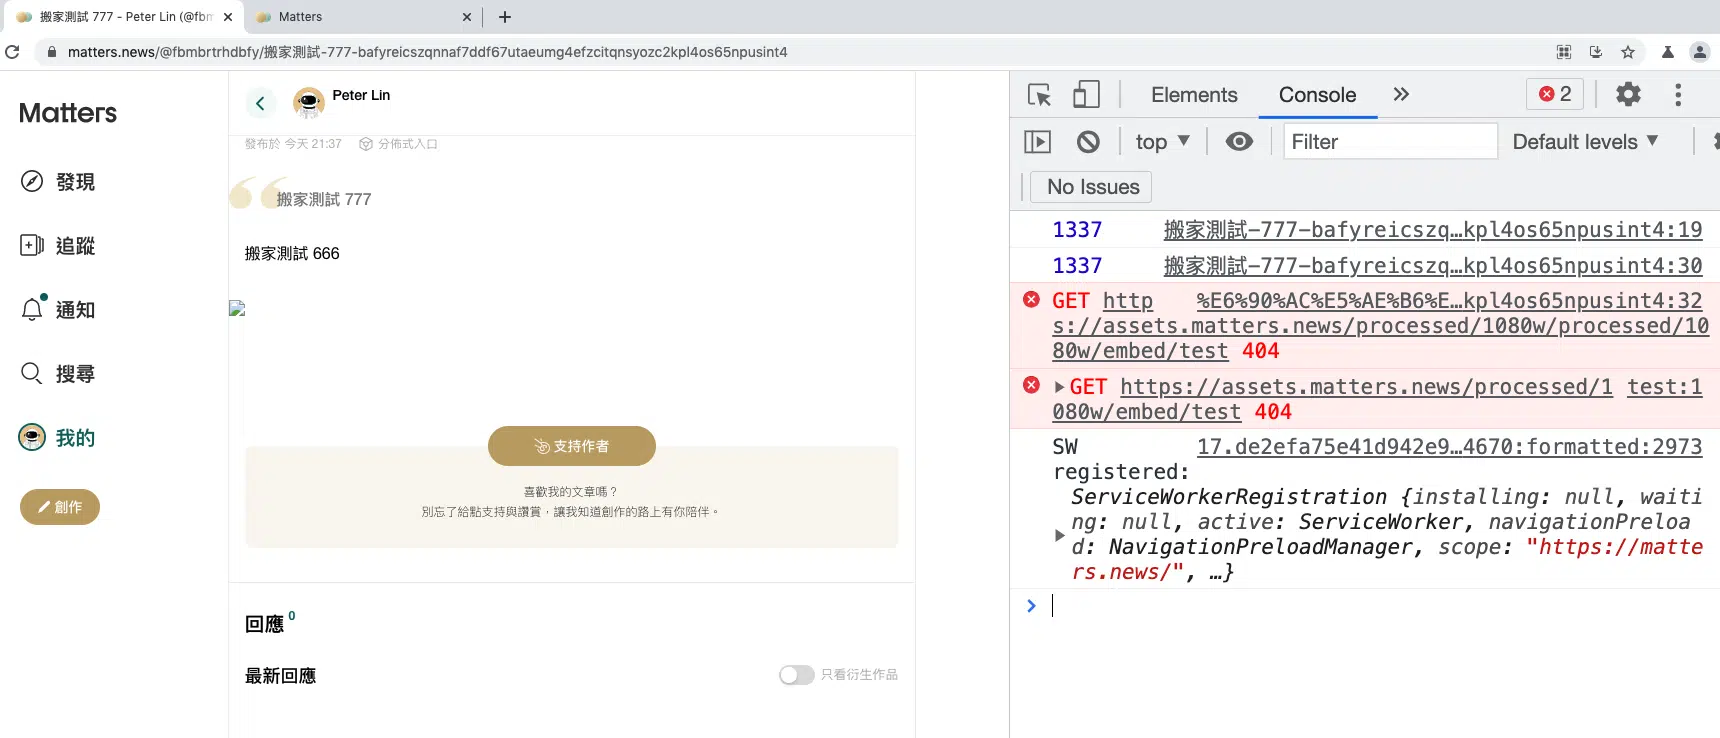 搬家測試 777 - Peter Lin (@fbm
Matters
matters.news/@fbmbrtrhdbfy/搬家測試-777-bafyreicszqnnaf7ddf67utaeumg4efzcitqnsyozc2kpl4os65npusint4
Matters
發現
追蹤
通知
搜尋
我的
創作
Peter Lin
發布於 今天 21:37 分佈式入口
搬家測試 777
搬家測試 666
支持作者
喜歡我的文章嗎？
別忘了給點支持與讚賞，讓我知道創作的路上有你陪伴。
回應 0
最新回應
只看衍生作品
Elements Console 2
top Filter Default levels
No Issues
1337 搬家測試-777-bafyreicszq…kpl4os65npusint4:19
1337 搬家測試-777-bafyreicszq…kpl4os65npusint4:30
GET http %E6%90%AC%E5%AE%B6%E…kpl4os65npusint4:32
s://assets.matters.news/processed/1080w/processed/10
80w/embed/test 404
GET https://assets.matters.news/processed/1 test:1
080w/embed/test 404
SW 17.de2efa75e41d942e9…4670:formatted:2973
registered:
ServiceWorkerRegistration {installing: null, waiti
ng: null, active: ServiceWorker, navigationPreloa
d: NavigationPreloadManager, scope: "https://matte
rs.news/", …}